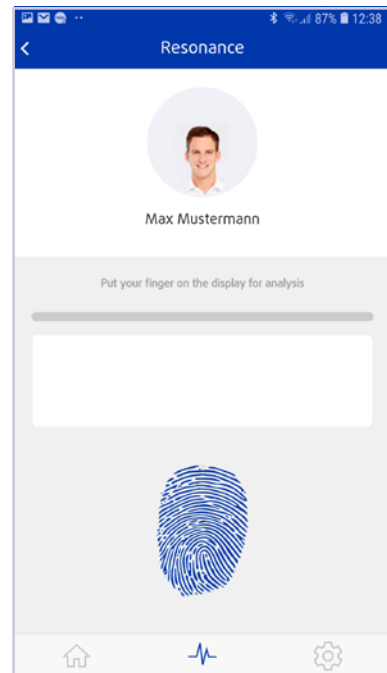 87% 12:38
Resonance
Max Mustermann
Put your finger on the display for analysis